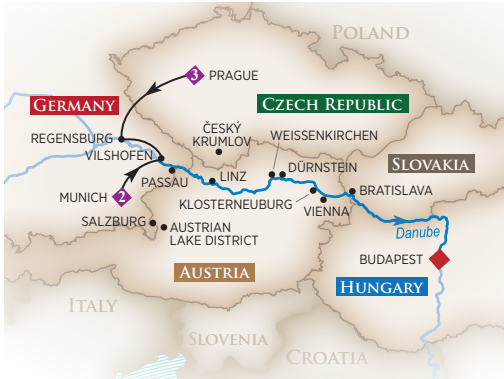 POLAND
3
PRAGUE
GERMANY
CZECH REPUBLIC
REGENSBURG
ČESKÝ
KRUMLOV
WEISSENKIRCHEN
VILSHOFEN
SLOVAKIA
PASSAU
LINZ
DÜRNSTEIN
MUNICH
2
KLOSTERNEUBURG
BRATISLAVA
VIENNA
SALZBURG
AUSTRIAN
LAKE DISTRICT
Danube
BUDAPEST
AUSTRIA
HUNGARY
ITALY
SLOVENIA
CROATIA